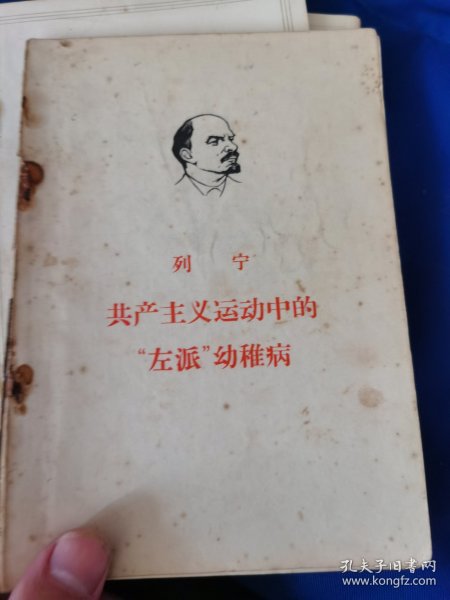 列 宁
共产主义运动中的
“左派”幼稚病
孔夫子旧书网
www.kongfz.com